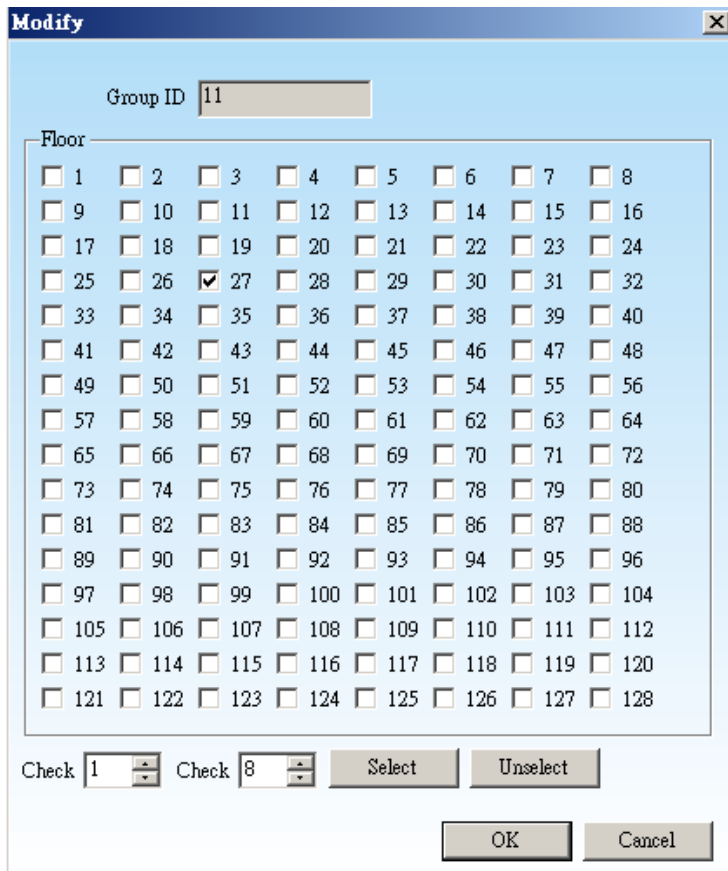 Modify
Group ID 11
Floor
1 2 3 4 5 6 7 8
9 10 11 12 13 14 15 16
17 18 19 20 21 22 23 24
25 26 27 28 29 30 31 32
33 34 35 36 37 38 39 40
41 42 43 44 45 46 47 48
49 50 51 52 53 54 55 56
57 58 59 60 61 62 63 64
65 66 67 68 69 70 71 72
73 74 75 76 77 78 79 80
81 82 83 84 85 86 87 88
89 90 91 92 93 94 95 96
97 98 99 100 101 102 103 104
105 106 107 108 109 110 111 112
113 114 115 116 117 118 119 120
121 122 123 124 125 126 127 128
Check 1 Check 8 Select Unselect
OK Cancel